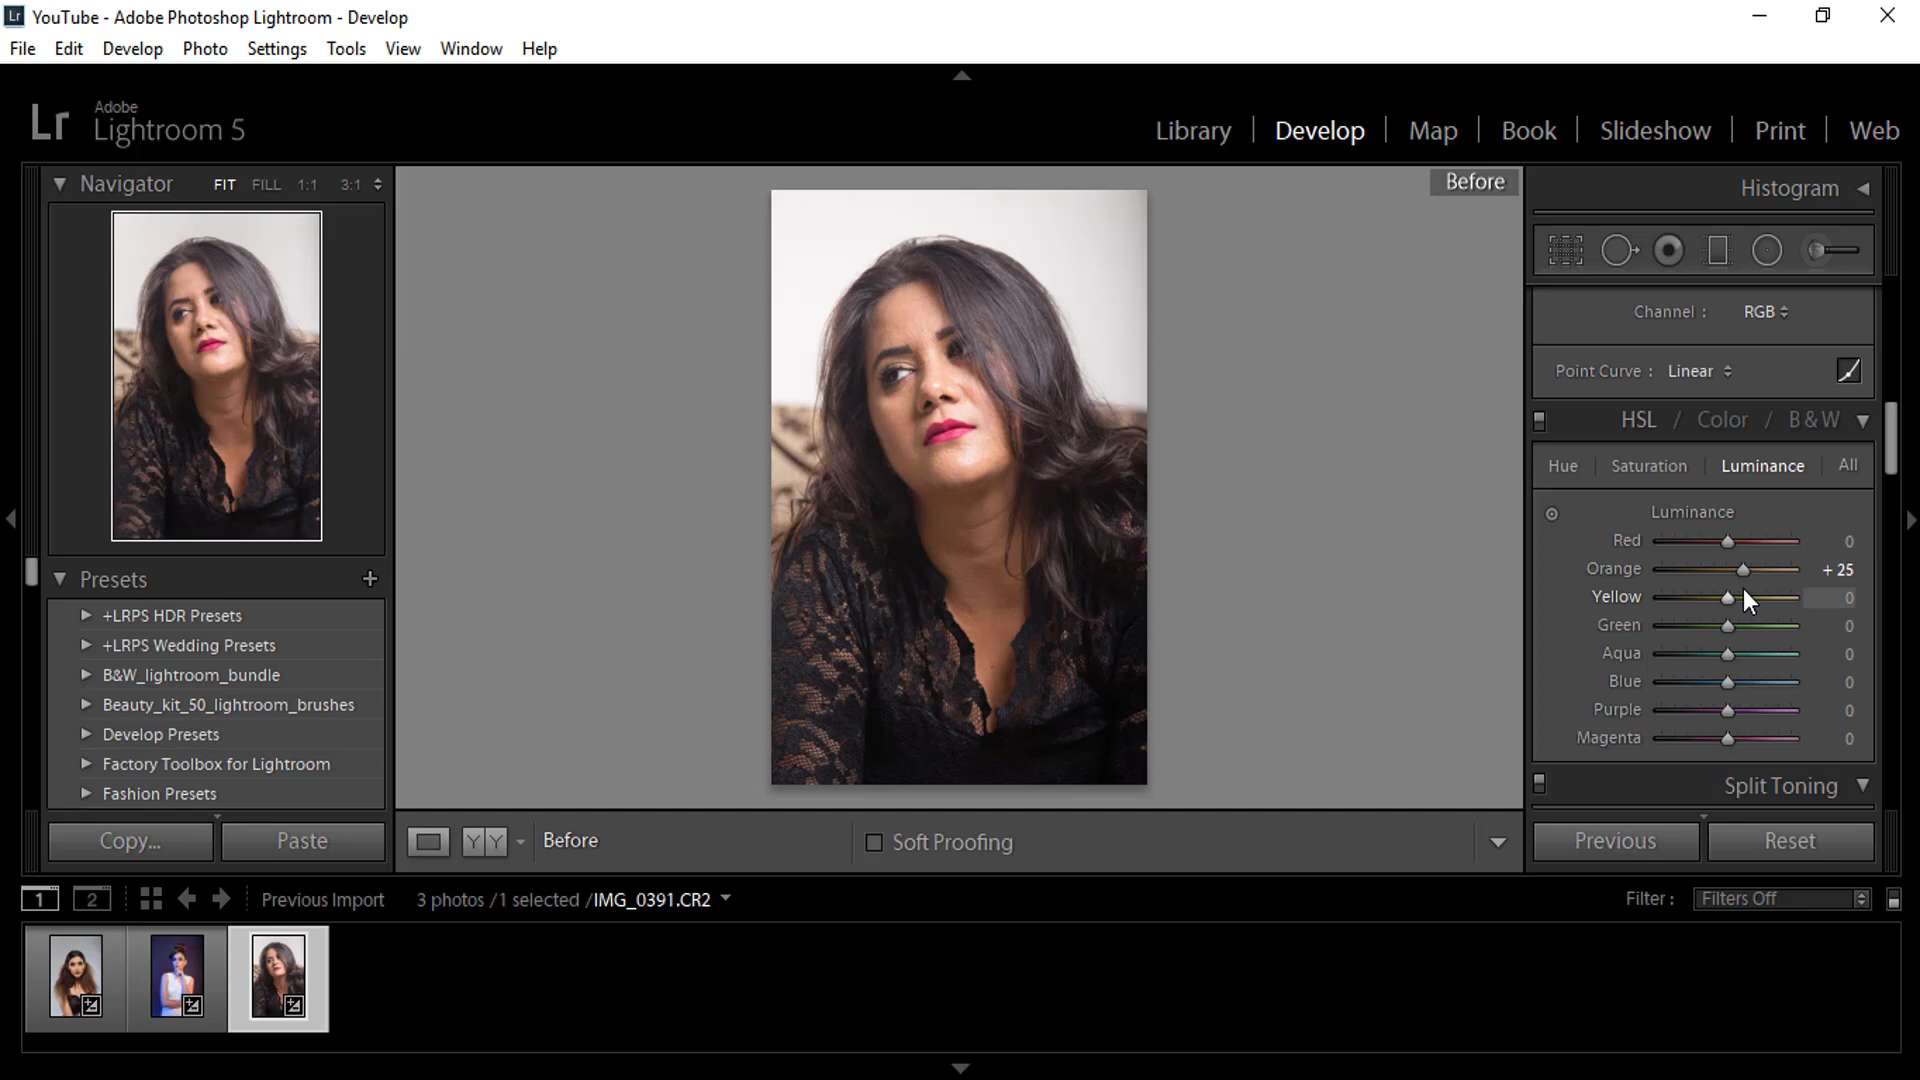 Lr YouTube - Adobe Photoshop Lightroom - Develop
File Edit Develop Photo Settings Tools View Window Help
Lr Adobe
Lightroom 5
Library Develop Map Book Slideshow Print Web
Navigator FIT FILL 1:1 3:1
Before
Histogram
Channel : RGB
Point Curve : Linear
HSL / Color / B&W
Hue Saturation Luminance All
Luminance
Red 0
Orange + 25
Yellow 0
Green 0
Aqua 0
Blue 0
Purple 0
Magenta 0
Split Toning
Presets +
+LRPS HDR Presets
+LRPS Wedding Presets
B&W_lightroom_bundle
Beauty_kit_50_lightroom_brushes
Develop Presets
Factory Toolbox for Lightroom
Fashion Presets
Copy... Paste
YY Before Soft Proofing
Previous Reset
1 2 Previous Import 3 photos /1 selected /IMG_0391.CR2 Filter : Filters Off